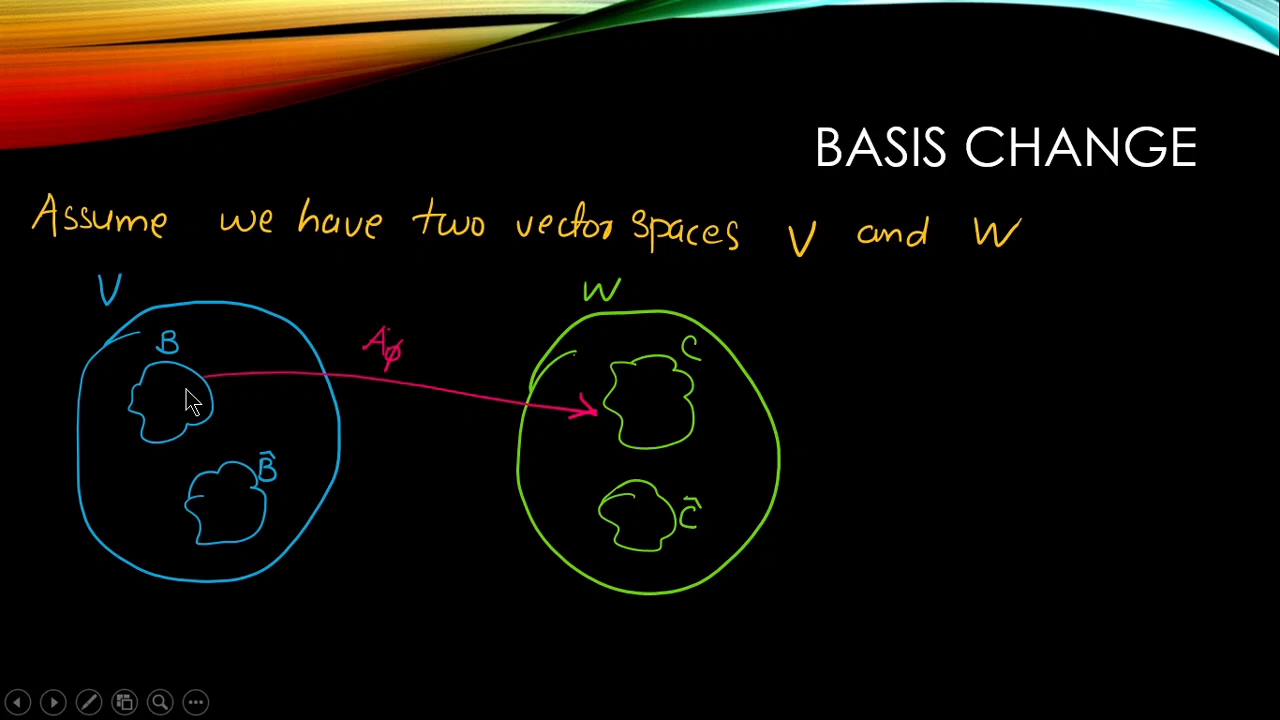 BASIS CHANGE
Assume we have two vector spaces V and W
V
W
B
A𝜙
C
B̂
Ĉ